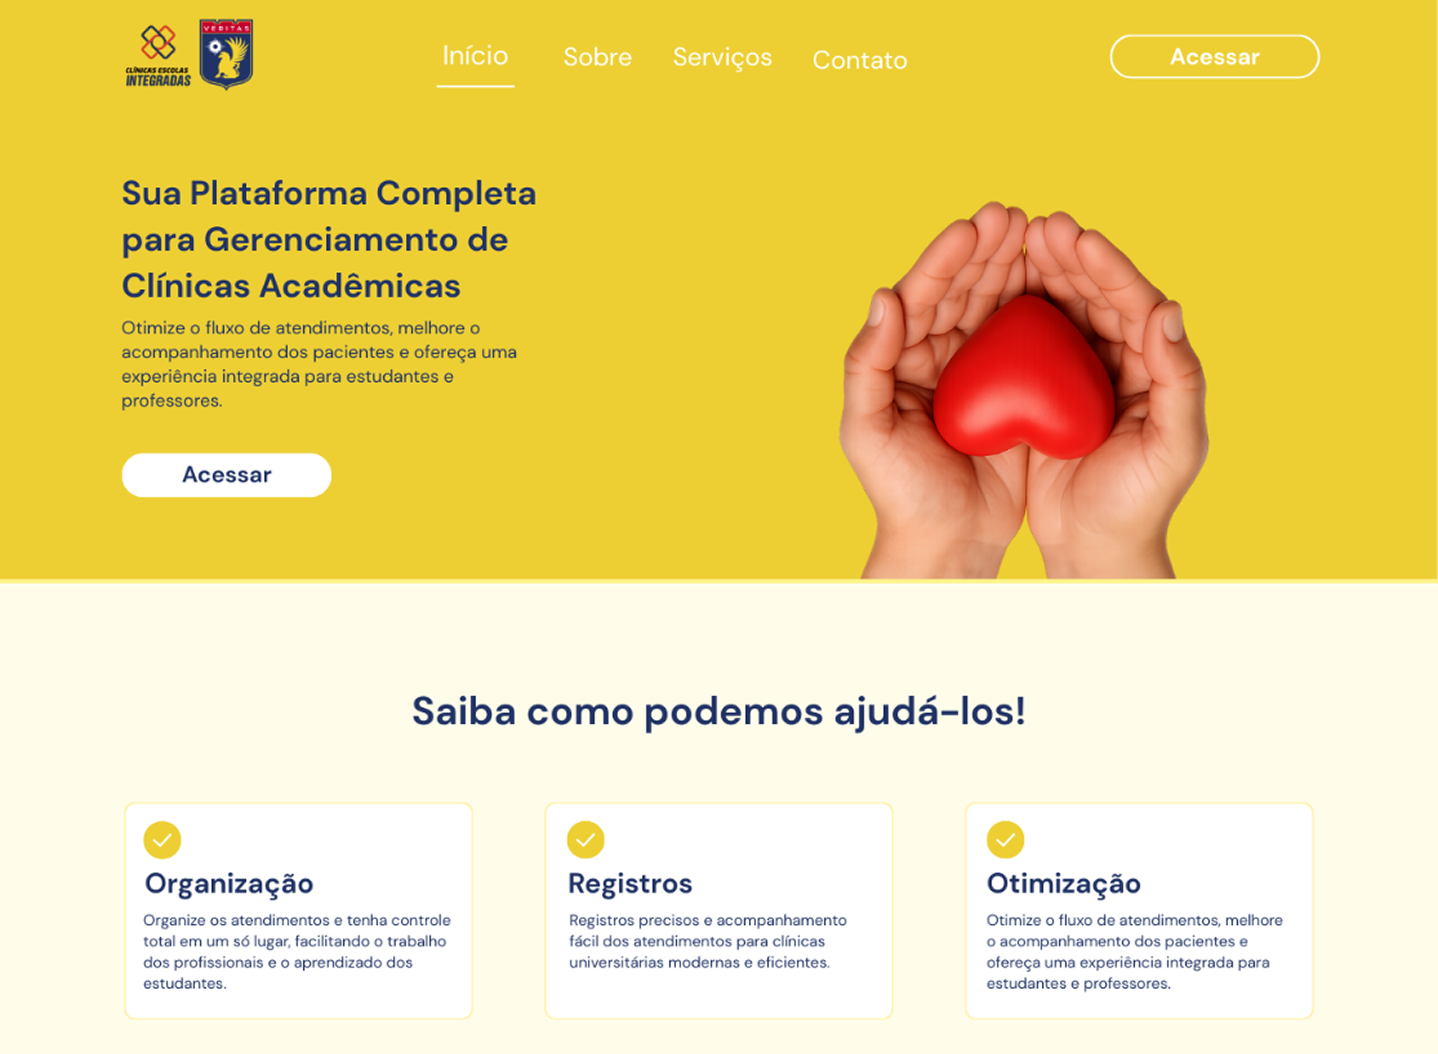 CLÍNICAS ESCOLAS
INTEGRADAS
VERITAS
Início
Sobre
Serviços
Contato
Acessar
Sua Plataforma Completa
para Gerenciamento de
Clínicas Acadêmicas
Otimize o fluxo de atendimentos, melhore o
acompanhamento dos pacientes e ofereça uma
experiência integrada para estudantes e
professores.
Acessar
Saiba como podemos ajudá-los!
Organização
Organize os atendimentos e tenha controle
total em um só lugar, facilitando o trabalho
dos profissionais e o aprendizado dos
estudantes.
Registros
Registros precisos e acompanhamento
fácil dos atendimentos para clínicas
universitárias modernas e eficientes.
Otimização
Otimize o fluxo de atendimentos, melhore
o acompanhamento dos pacientes e
ofereça uma experiência integrada para
estudantes e professores.